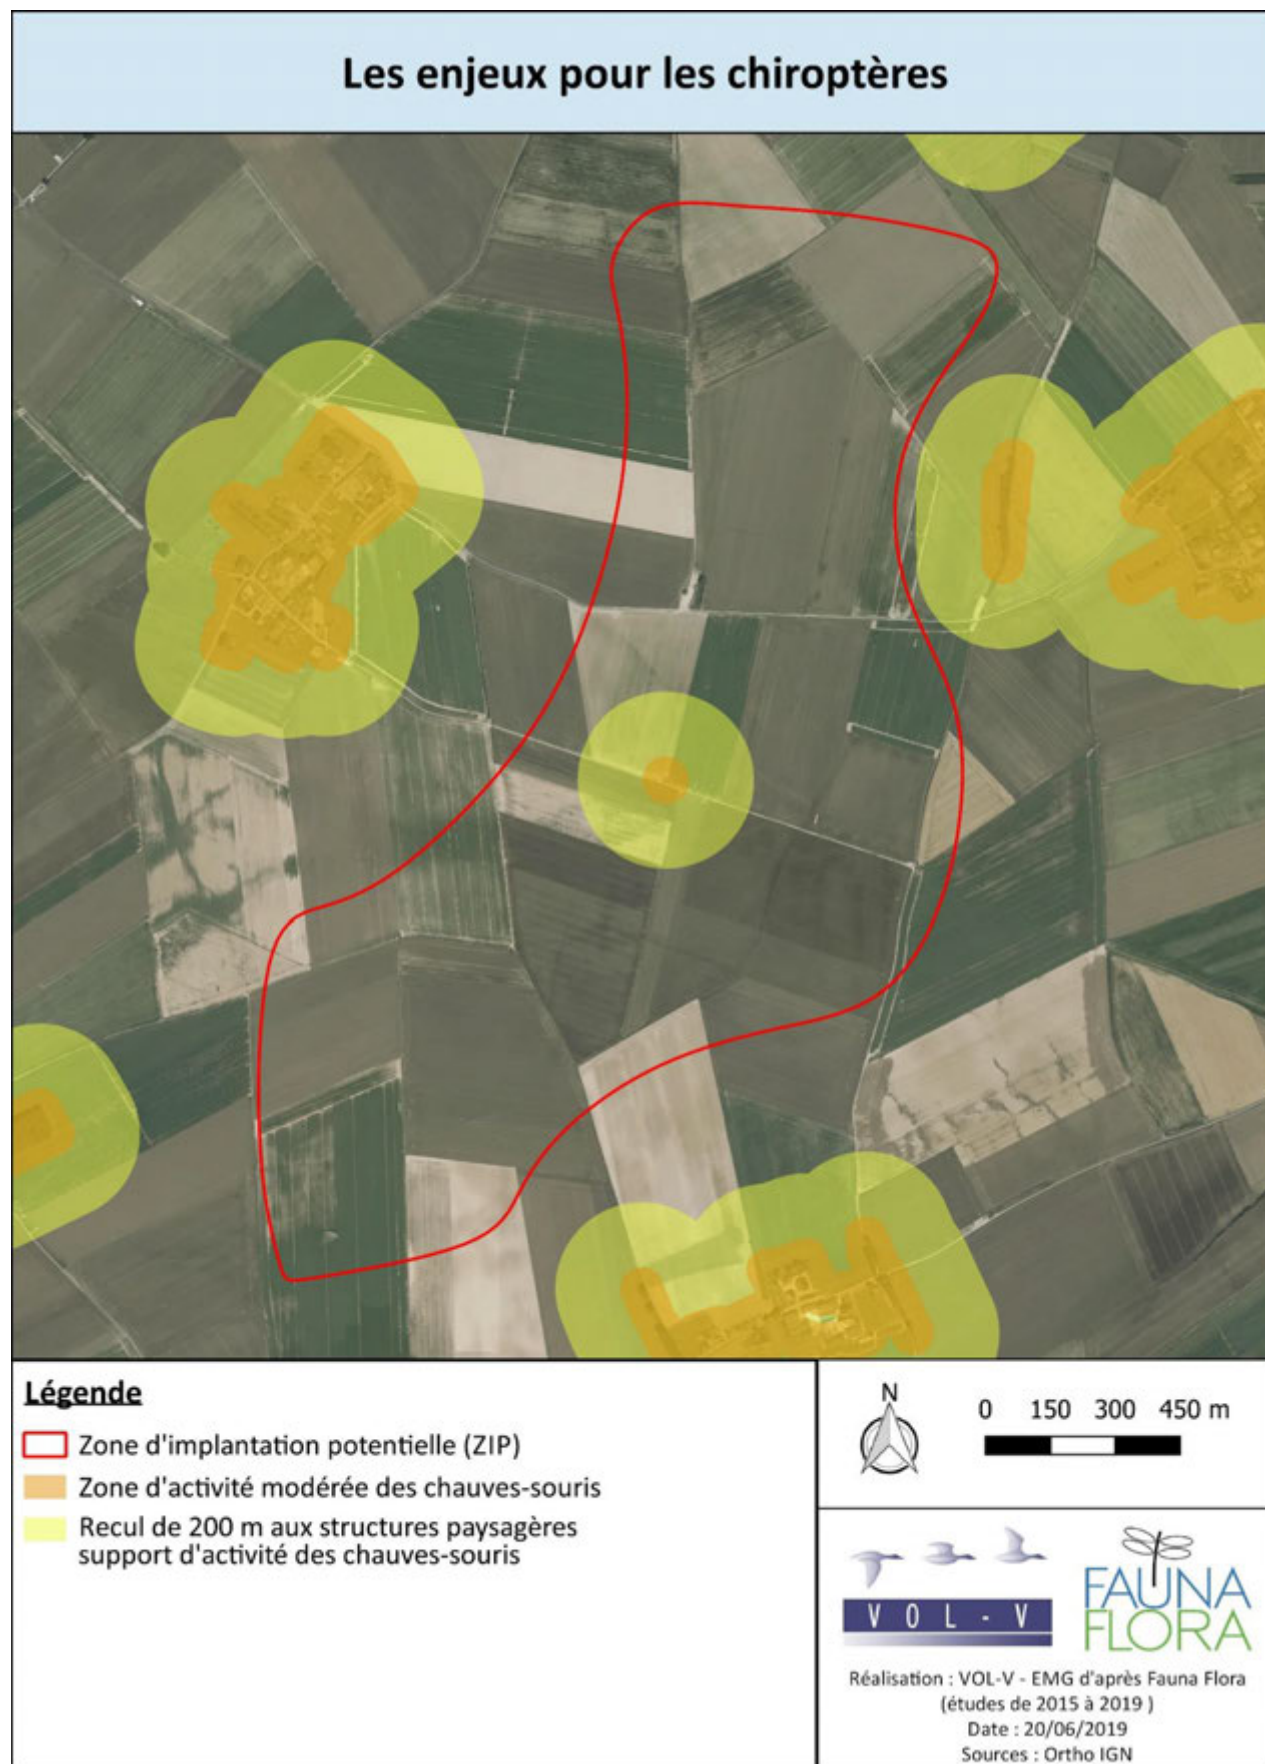 Les enjeux pour les chiroptères
Légende
Zone d'implantation potentielle (ZIP)
Zone d'activité modérée des chauves-souris
Recul de 200 m aux structures paysagères
support d'activité des chauves-souris
N
0 150 300 450 m
VOL-V
FAUNA
FLORA
Réalisation : VOL-V - EMG d'après Fauna Flora
(études de 2015 à 2019 )
Date : 20/06/2019
Sources : Ortho IGN